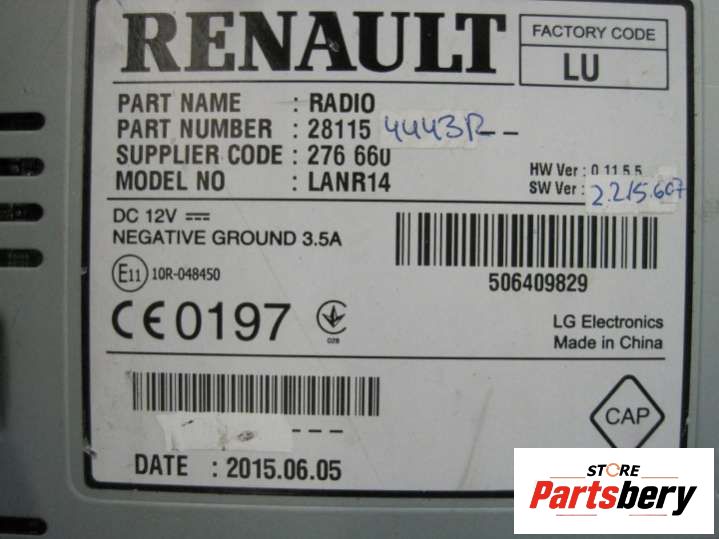 RENAULT
FACTORY CODE
LU
PART NAME : RADIO
PART NUMBER : 28115 4443R - -
SUPPLIER CODE : 276 660
MODEL NO : LANR14
HW Ver : 0.11.5.5
SW Ver : 2.215.607
DC 12V
NEGATIVE GROUND 3.5A
E11 10R-048450
506409829
CE0197
028
LG Electronics
Made in China
CAP
- - -
DATE : 2015.06.05
STORE
Partsbery